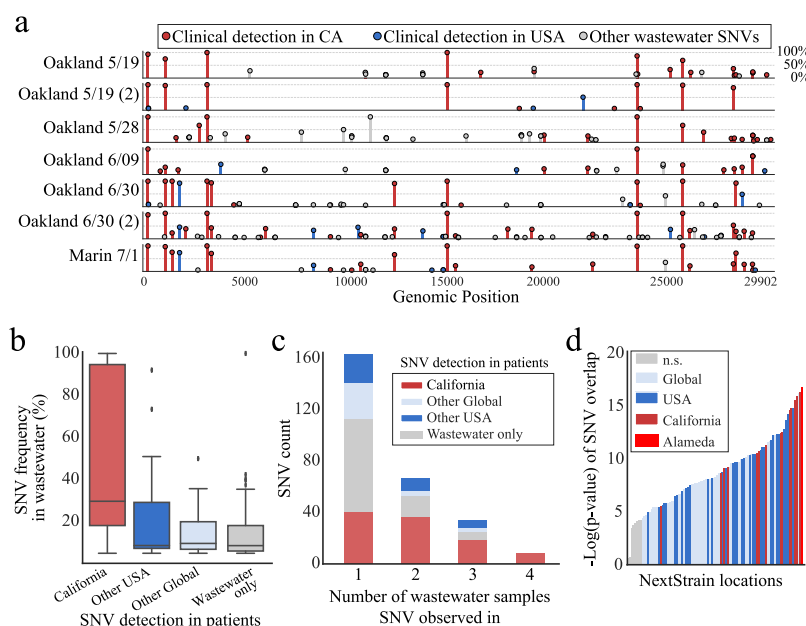 a
Clinical detection in CA
Clinical detection in USA
Other wastewater SNVs
Oakland 5/19
Oakland 5/19 (2)
Oakland 5/28
Oakland 6/09
Oakland 6/30
Oakland 6/30 (2)
Marin 7/1
100%
50%
0%
0 5000 10000 15000 20000 25000 29902
Genomic Position
b
SNV frequency
in wastewater (%)
100
80
60
40
20
California
Other USA
Other Global
Wastewater
only
SNV detection in patients
c
SNV count
160
120
80
40
0
SNV detection in patients
California
Other Global
Other USA
Wastewater only
1 2 3 4
Number of wastewater samples
SNV observed in
d
-Log(p-value) of SNV overlap
20
15
10
5
0
n.s.
Global
USA
California
Alameda
NextStrain locations